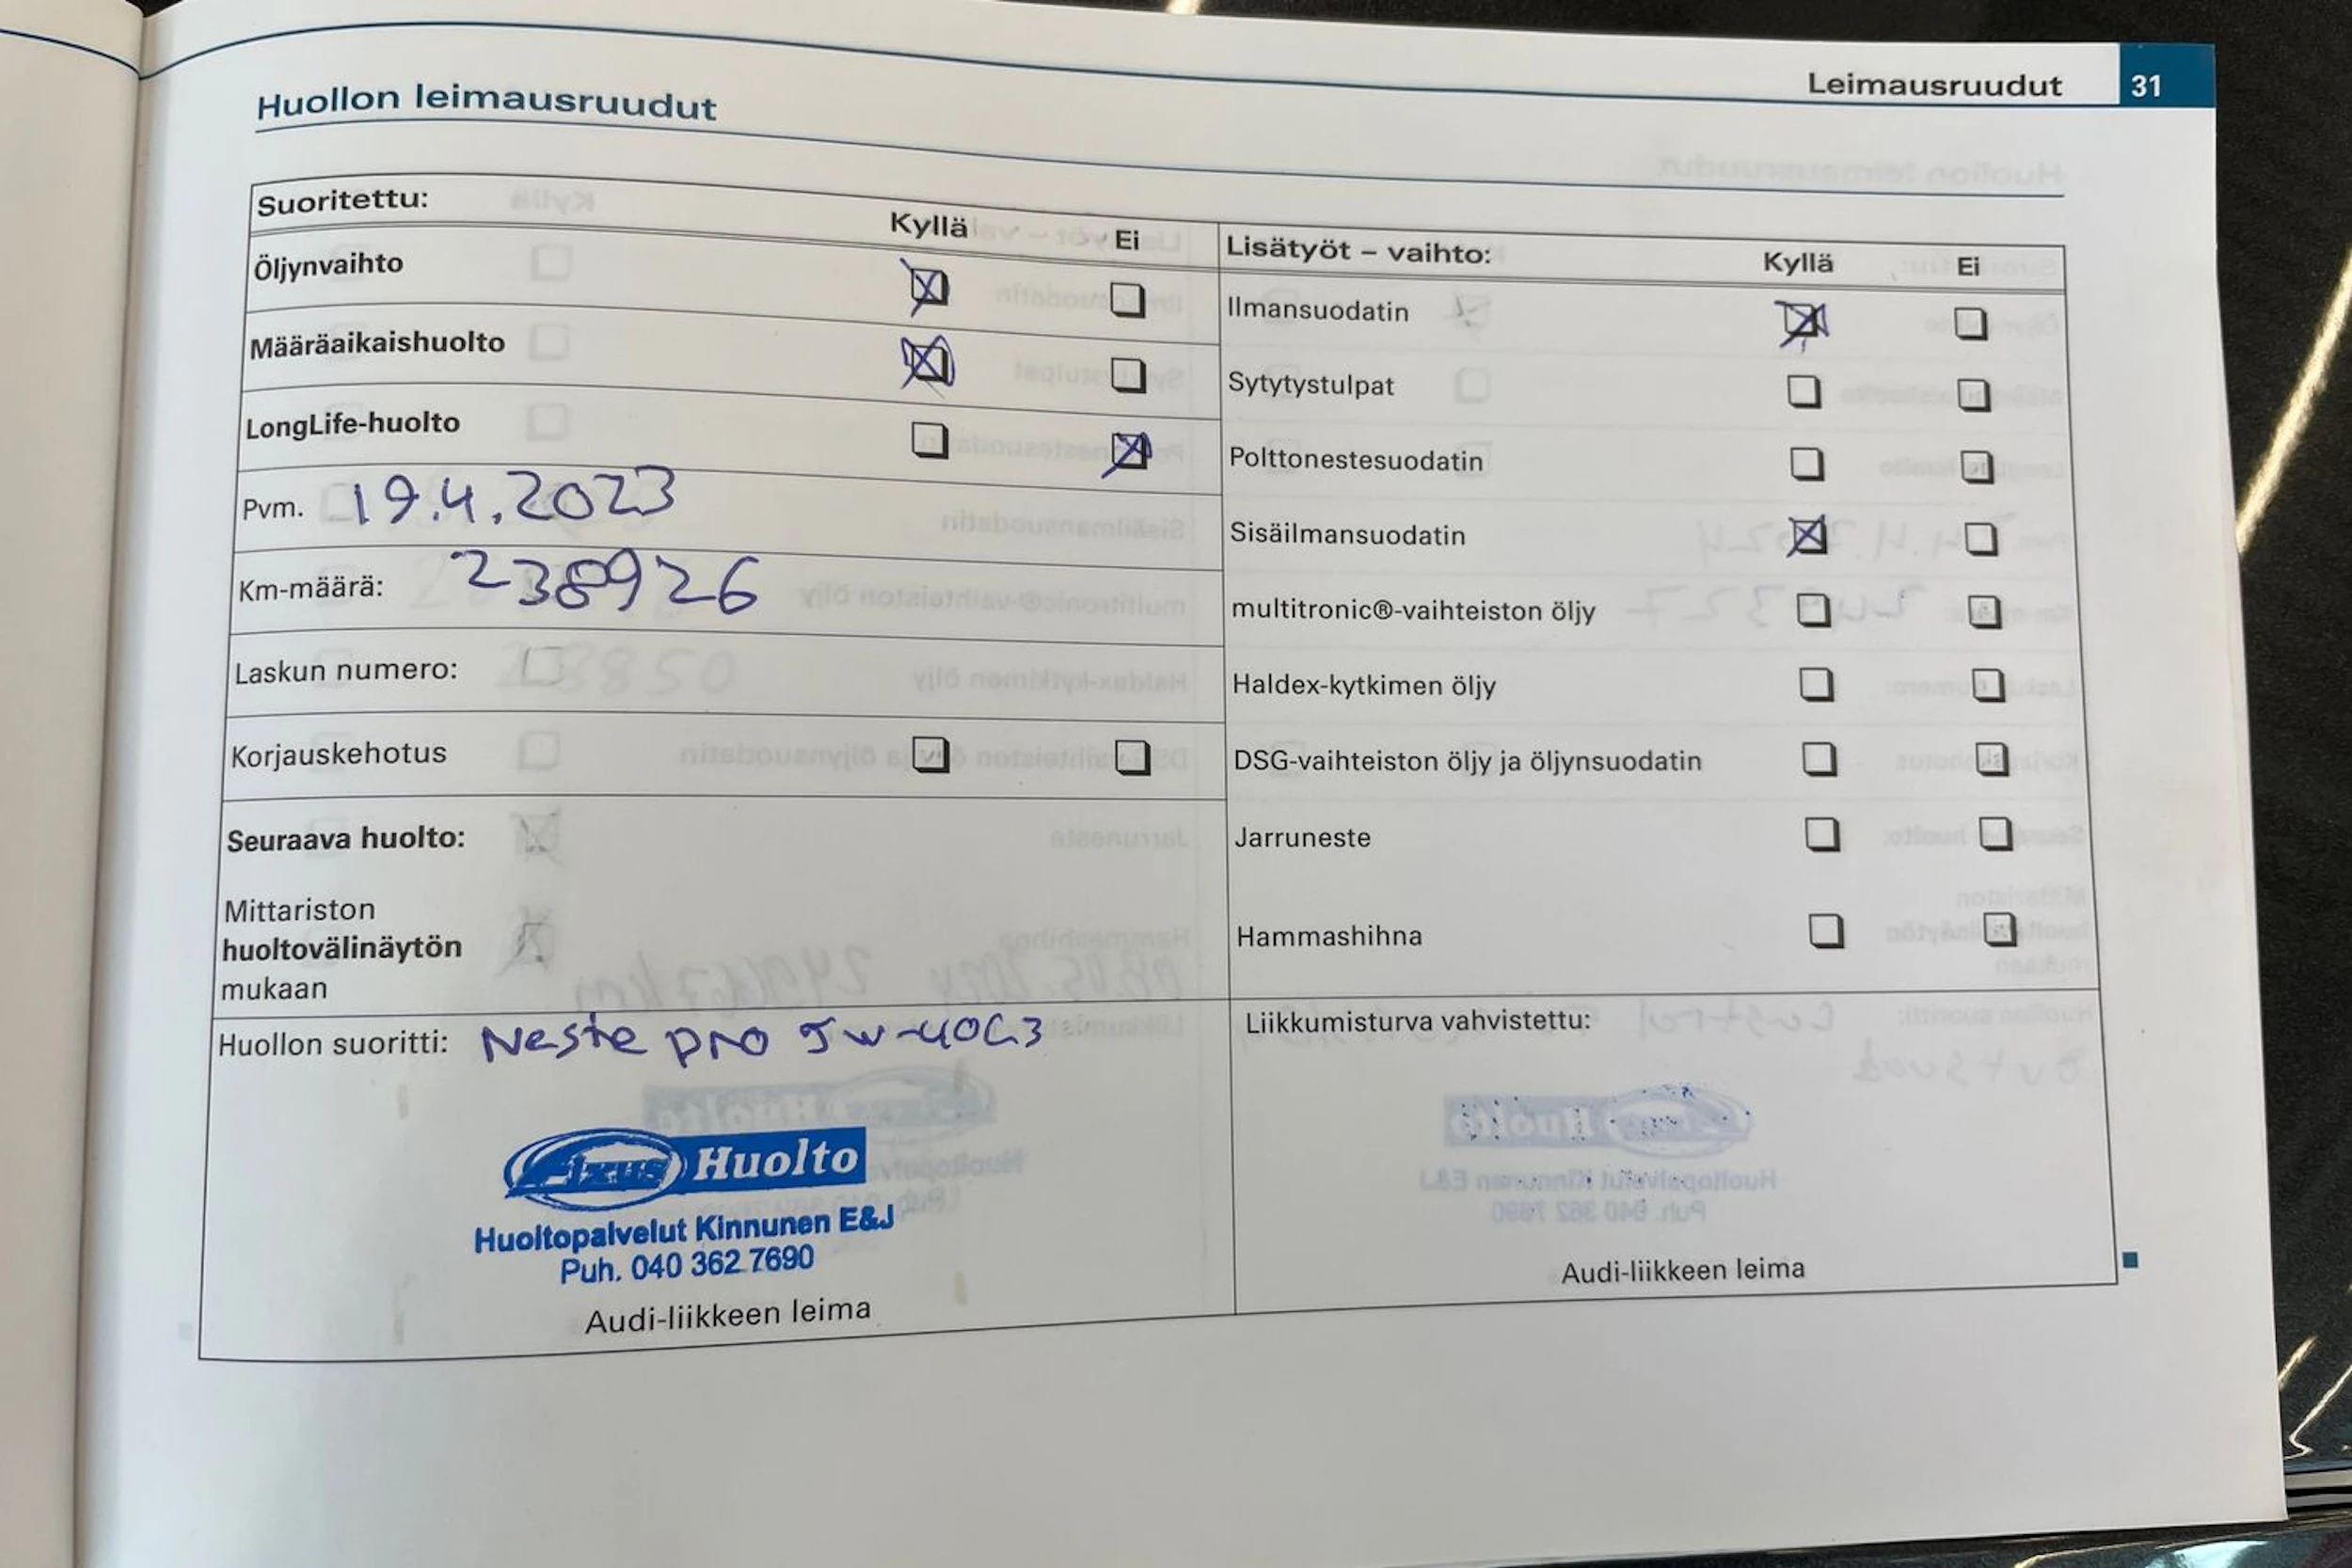 Leimausruudut 31
Huollon leimausruudut
Suoritettu:
Kyllä Ei
Öljynvaihto
Määräaikaishuolto
LongLife-huolto
Pvm. 19.4.2023
Km-määrä: 238926
Laskun numero:
Korjauskehotus
Seuraava huolto:
Mittariston
huoltovälinäytön
mukaan
Huollon suoritti: Neste pro 5w-40C3
Fixus Huolto
Huoltopalvelut Kinnunen E&J
Puh. 040 362 7690
Audi-liikkeen leima
Lisätyöt – vaihto:
Kyllä Ei
Ilmansuodatin
Sytytystulpat
Polttonestesuodatin
Sisäilmansuodatin
multitronic®-vaihteiston öljy
Haldex-kytkimen öljy
DSG-vaihteiston öljy ja öljynsuodatin
Jarruneste
Hammashihna
Liikkumisturva vahvistettu:
Audi-liikkeen leima